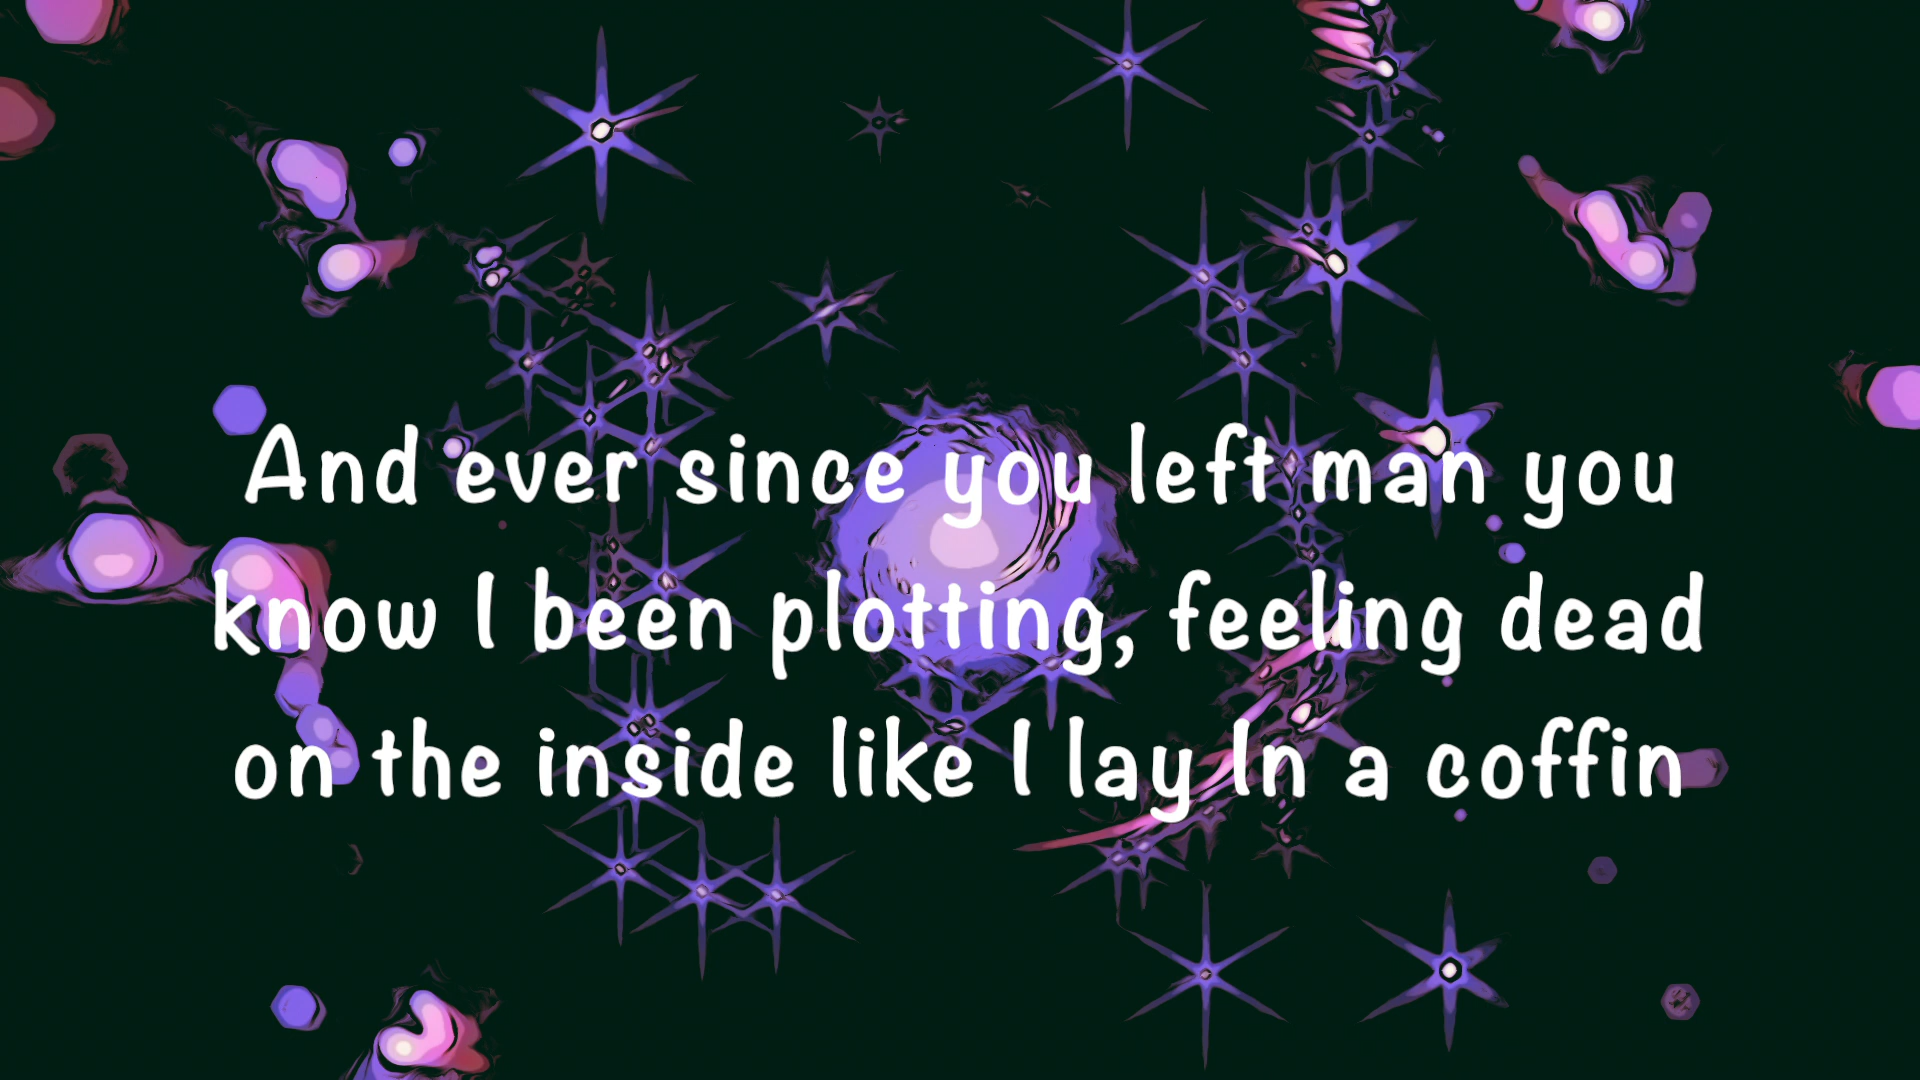 And ever since you left man you
know I been plotting, feeling dead
on the inside like I lay In a coffin